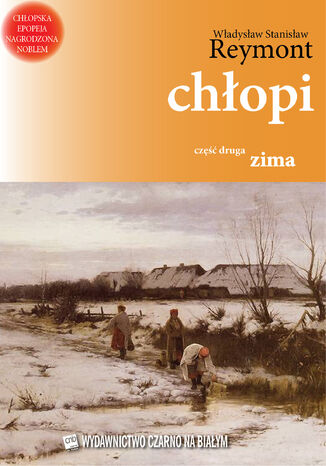 CHŁOPSKA
EPOPEJA
NAGRODZONA
NOBLEM
Władysław Stanisław
Reymont
chłopi
część druga
zima
WYDAWNICTWO CZARNO NA BIAŁYM